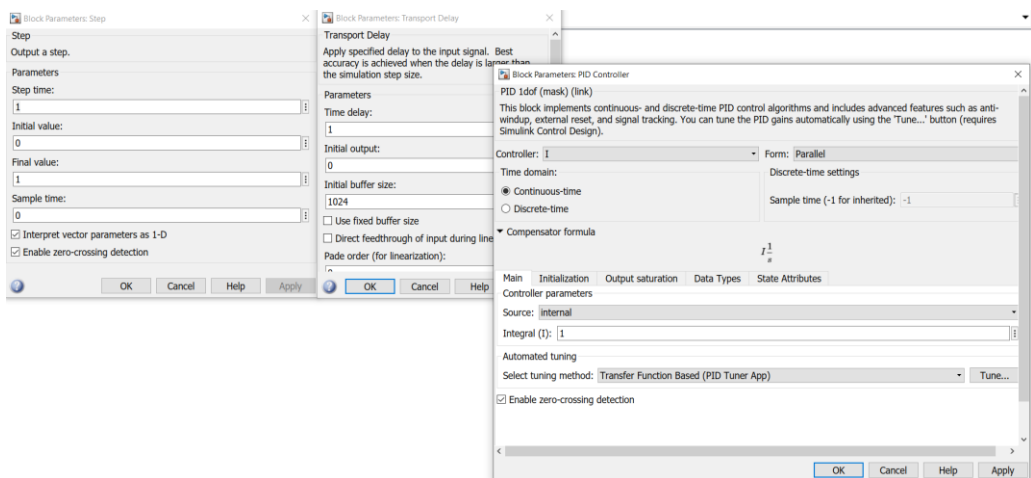 Block Parameters: Step
Step
Output a step.
Parameters
Step time:
1
Initial value:
0
Final value:
1
Sample time:
0
Interpret vector parameters as 1-D
Enable zero-crossing detection
OK Cancel Help Apply
Block Parameters: Transport Delay
Transport Delay
Apply specified delay to the input signal. Best
accuracy is achieved when the delay is larger than
the simulation step size.
Parameters
Time delay:
1
Initial output:
0
Initial buffer size:
1024
Use fixed buffer size
Direct feedthrough of input during line
Pade order (for linearization):
OK Cancel Help
Block Parameters: PID Controller
PID 1dof (mask) (link)
This block implements continuous- and discrete-time PID control algorithms and includes advanced features such as anti-
windup, external reset, and signal tracking. You can tune the PID gains automatically using the 'Tune...' button (requires
Simulink Control Design).
Controller: I Form: Parallel
Time domain:
Continuous-time
Discrete-time
Discrete-time settings
Sample time (-1 for inherited): -1
Compensator formula
I 1/s
Main Initialization Output saturation Data Types State Attributes
Controller parameters
Source: internal
Integral (I): 1
Automated tuning
Select tuning method: Transfer Function Based (PID Tuner App) Tune...
Enable zero-crossing detection
OK Cancel Help Apply